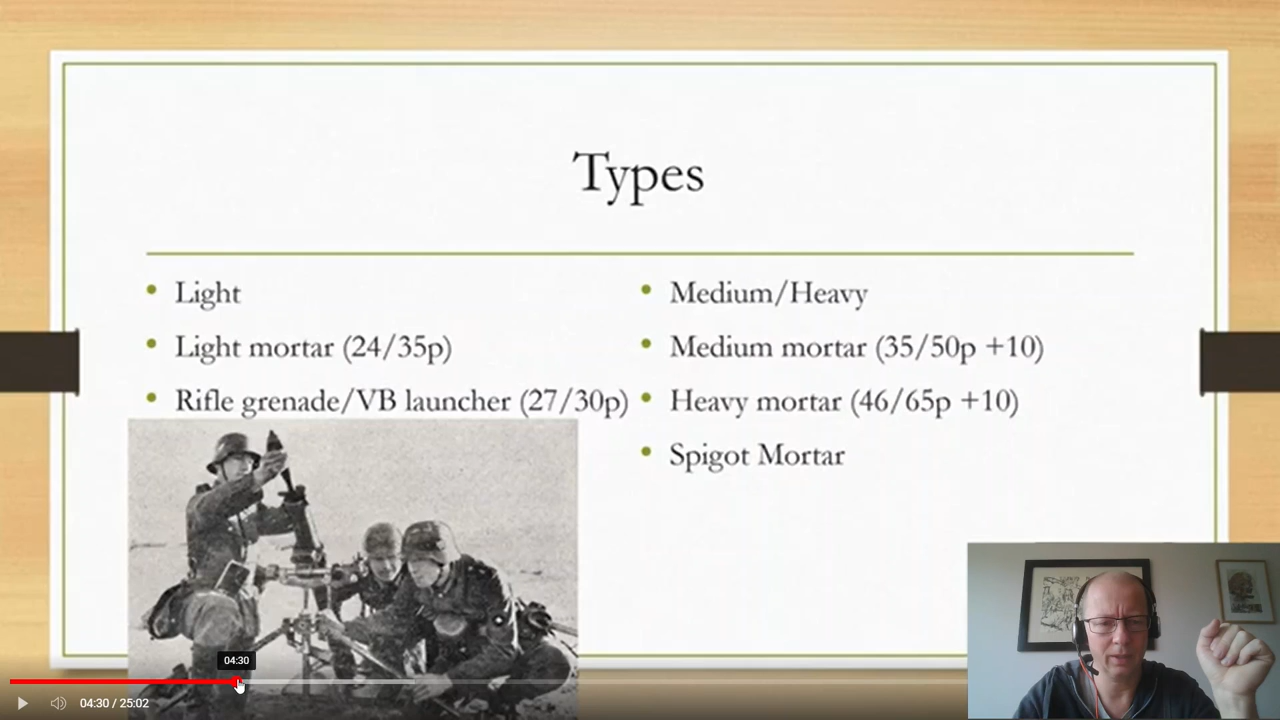 Types
Light
Light mortar (24/35p)
Rifle grenade/VB launcher (27/30p)
Medium/Heavy
Medium mortar (35/50p +10)
Heavy mortar (46/65p +10)
Spigot Mortar
04:30
04:30 / 25:02